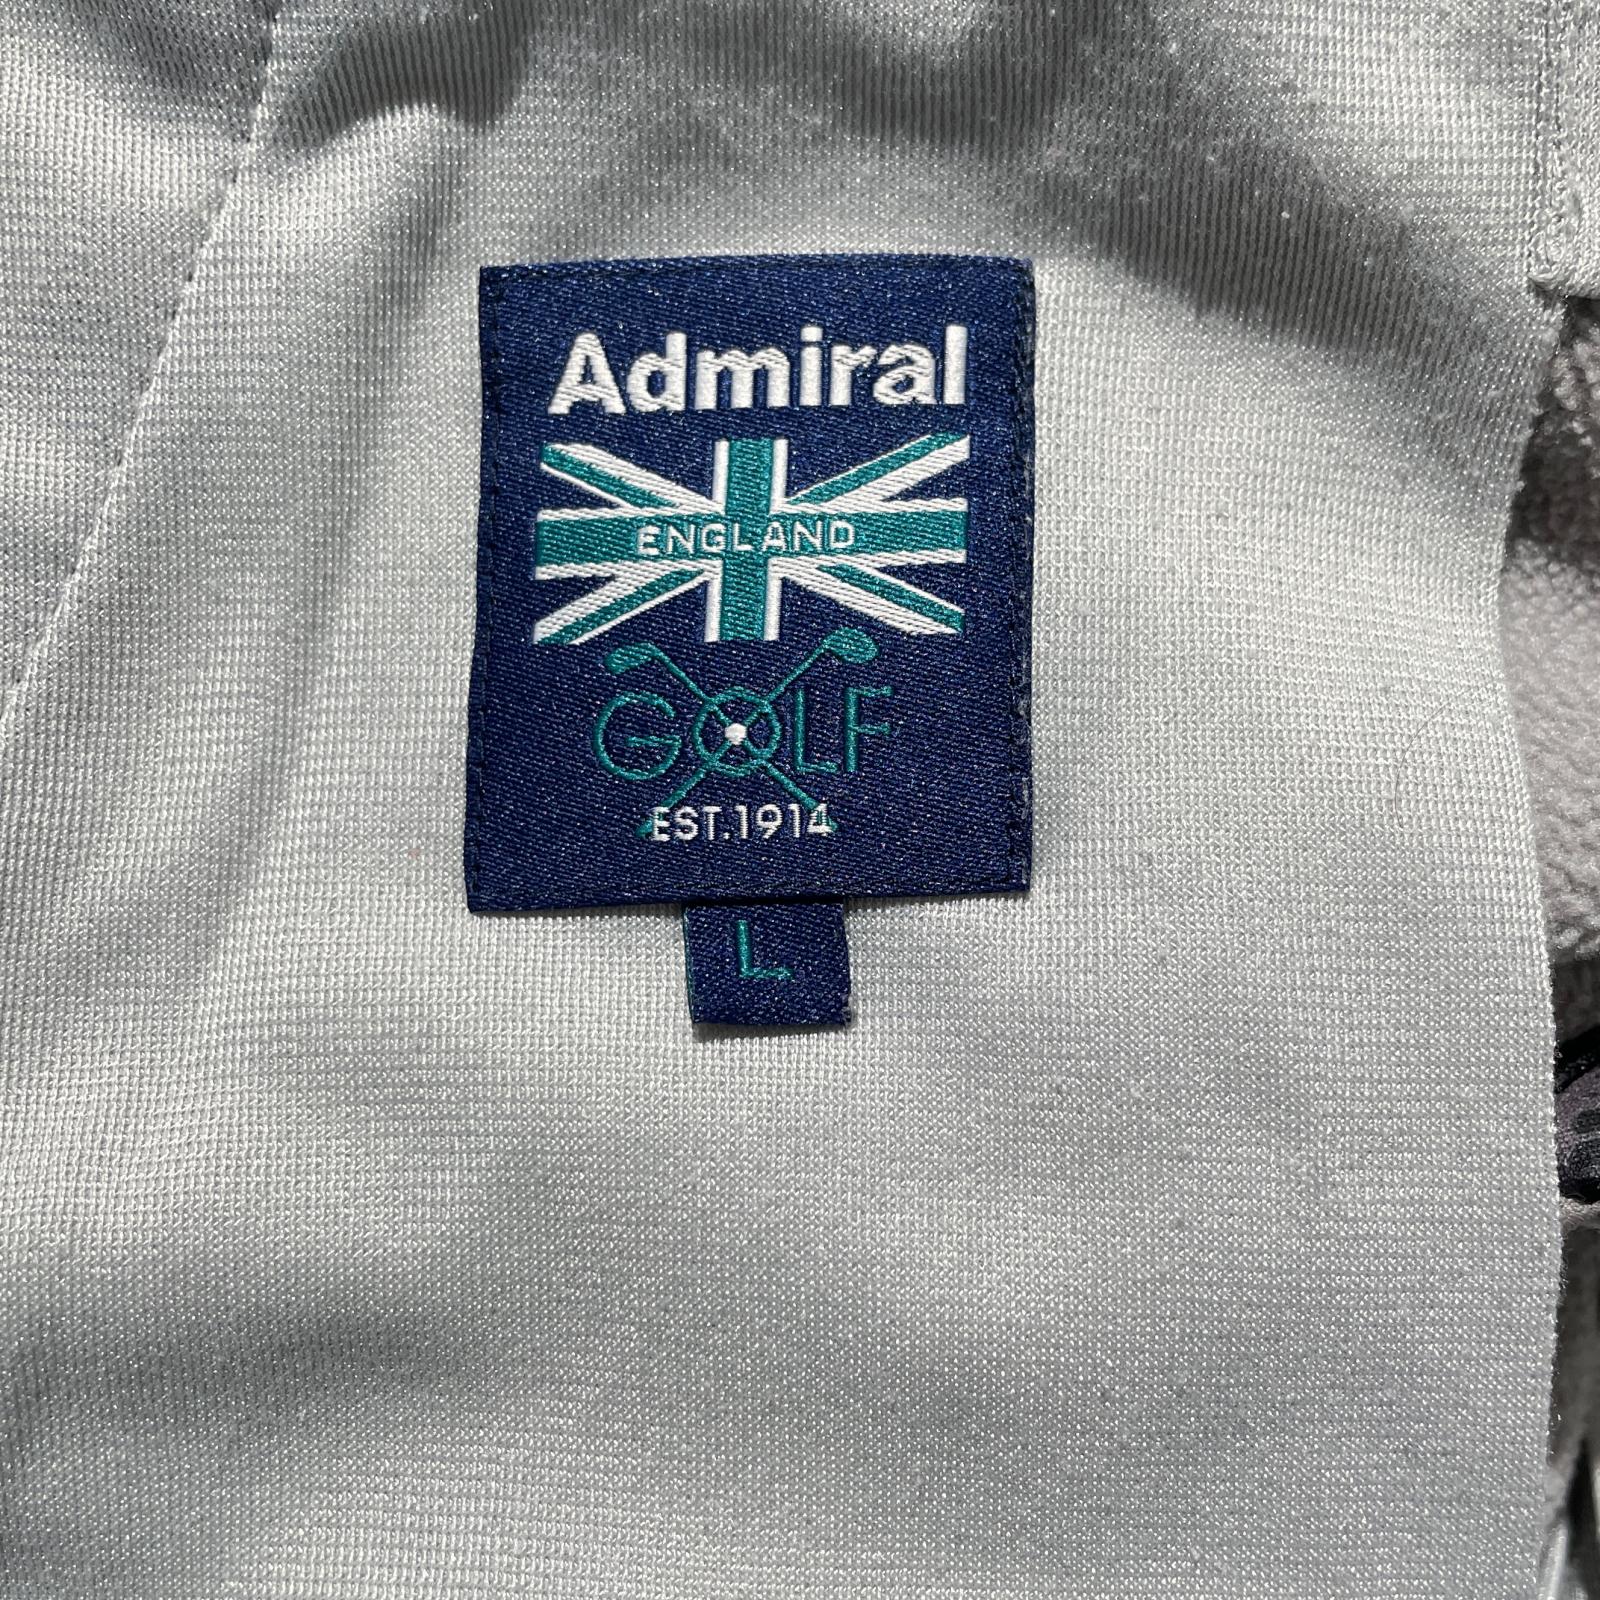 Admiral
ENGLAND
GOLF
EST.1914
L